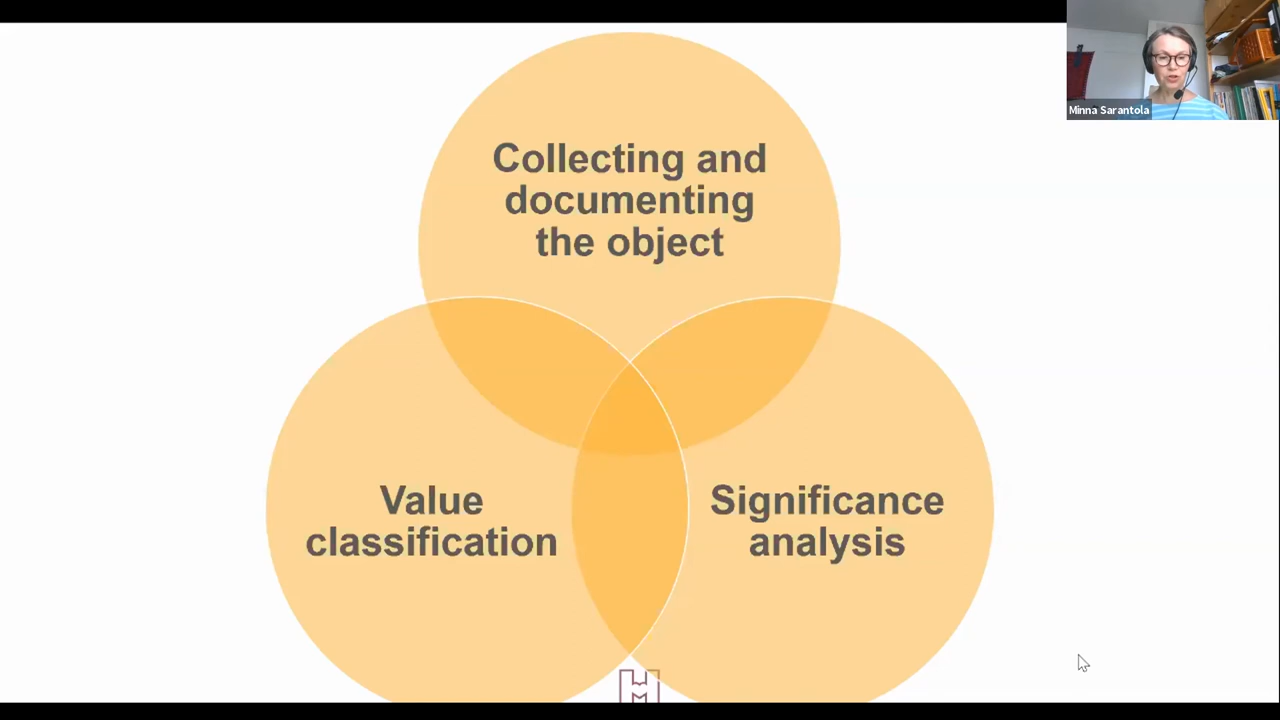 Collecting and
documenting
the object
Value
classification
Significance
analysis
Minna Sarantola